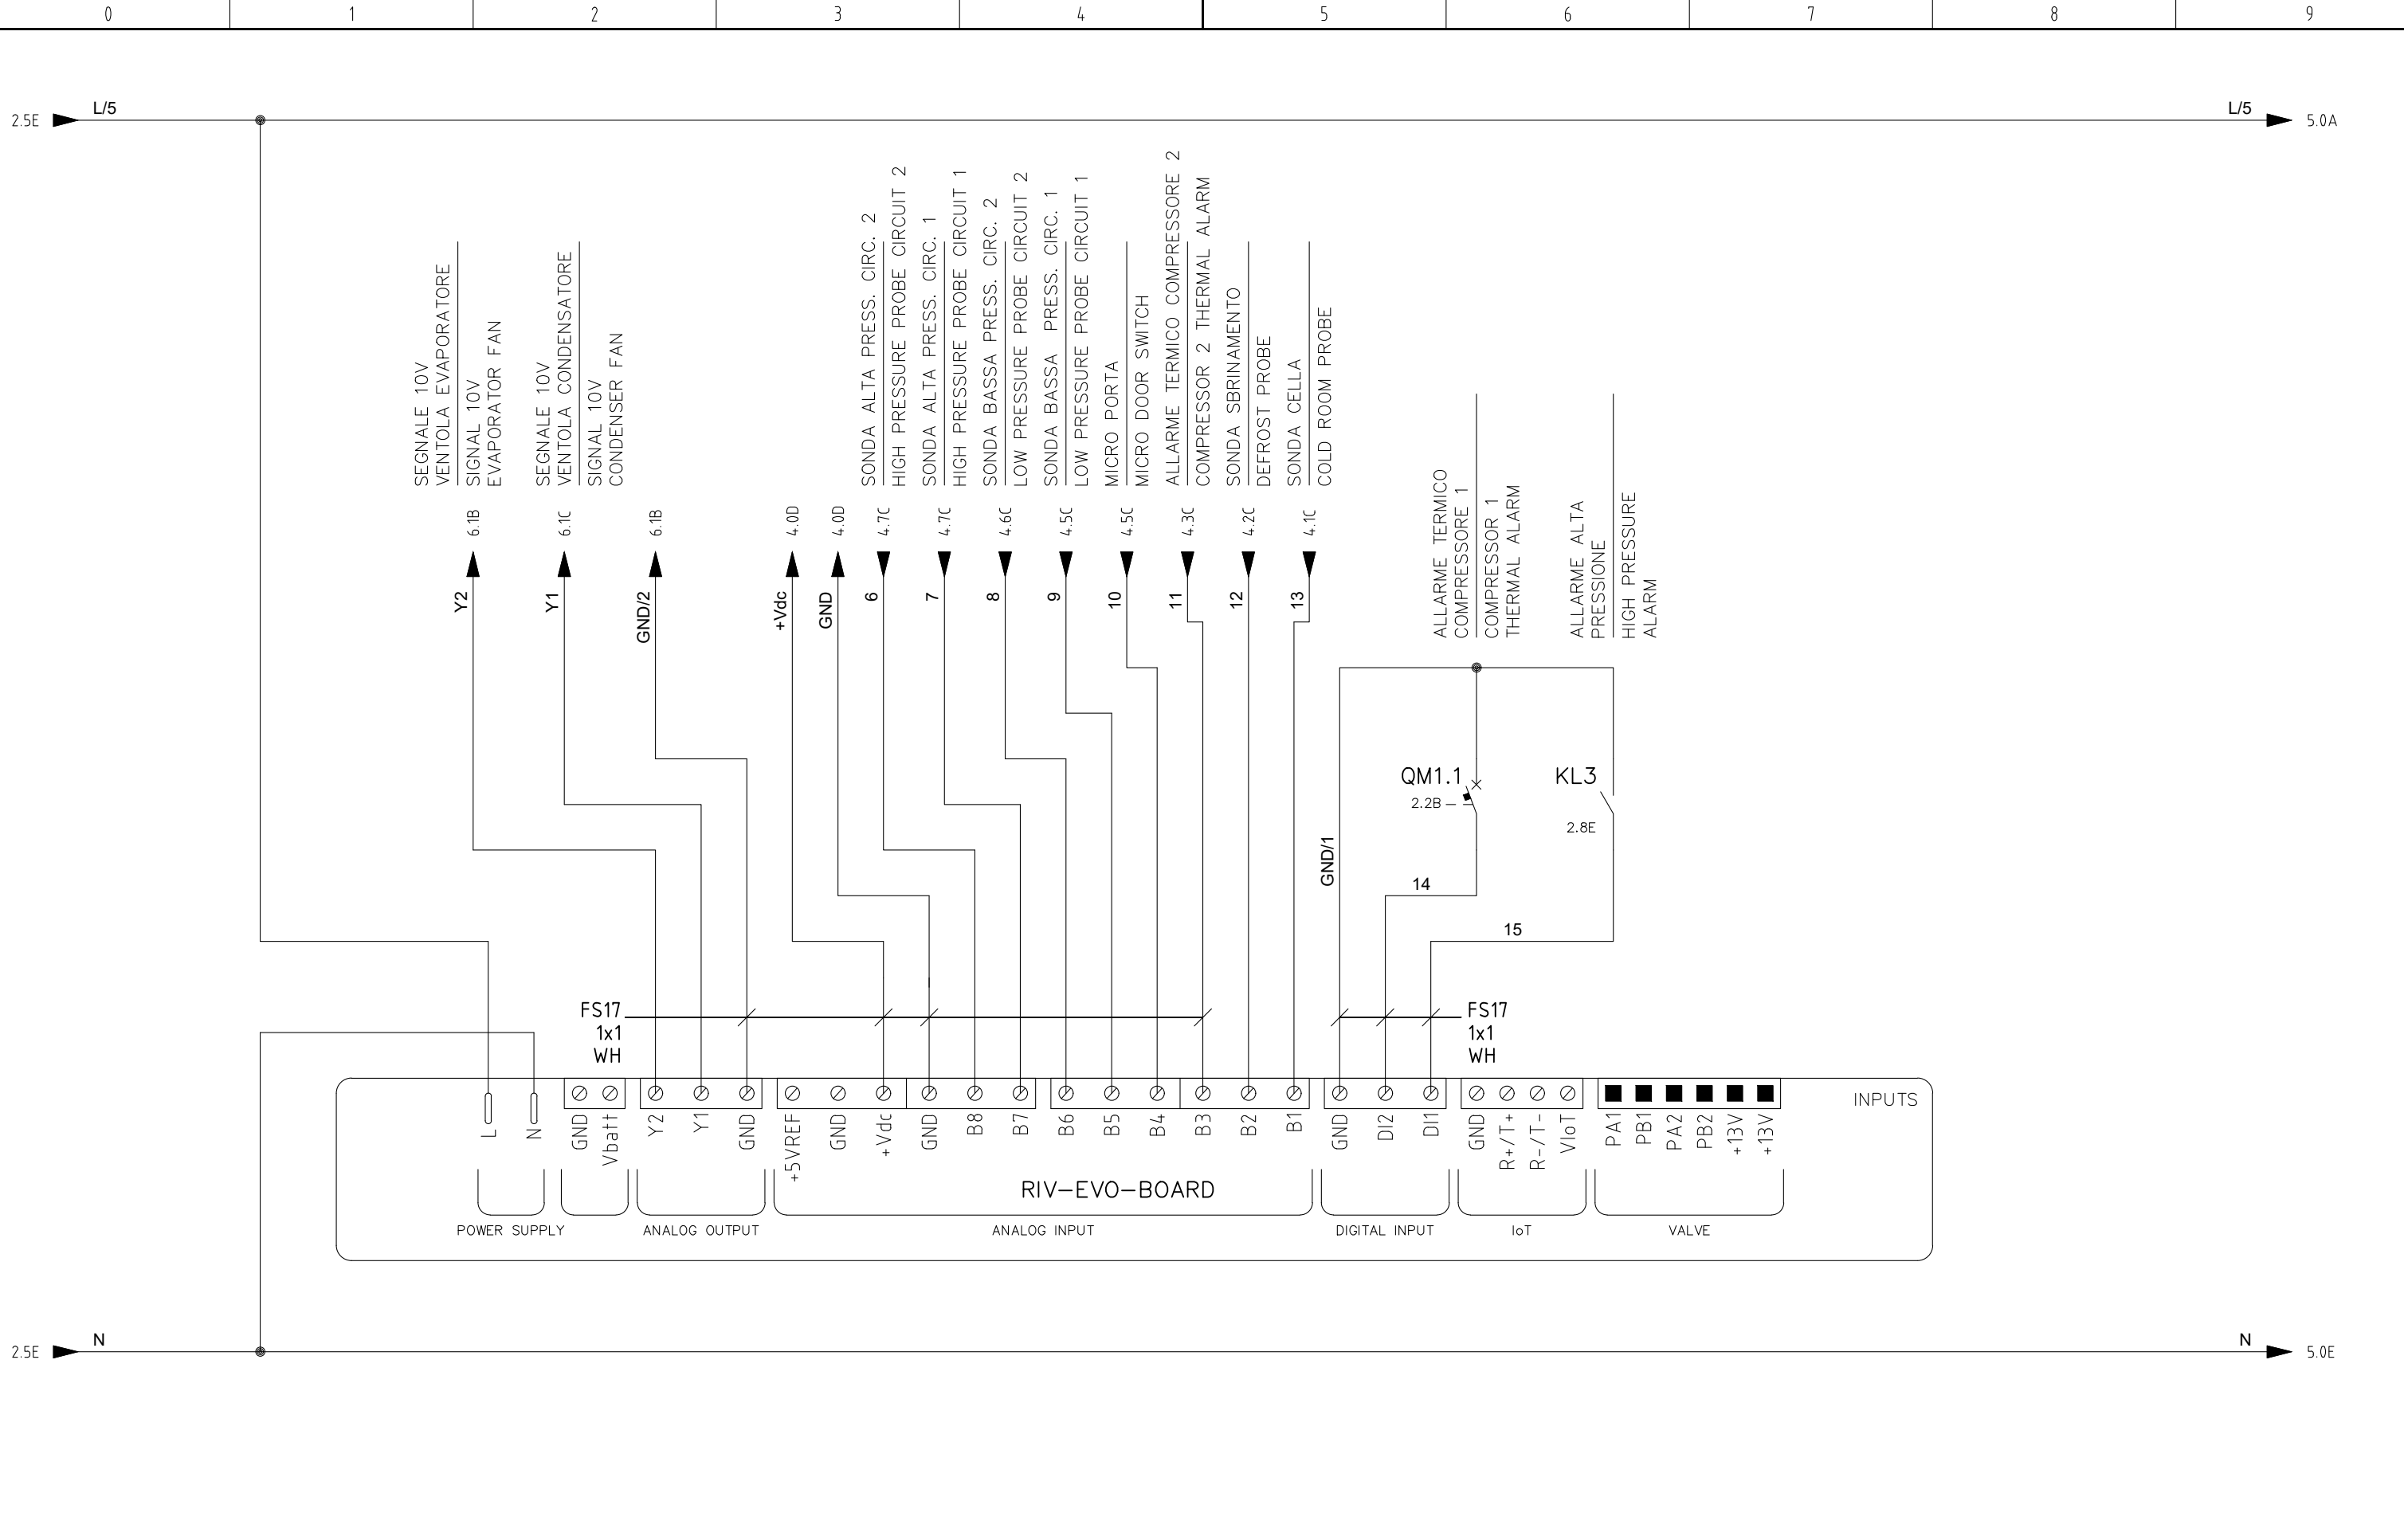 0 1 2 3 4 5 6 7 8 9
2.5E L/5 L/5 5.0A
SEGNALE 10V
VENTOLA EVAPORATORE
SIGNAL 10V
EVAPORATOR FAN
SEGNALE 10V
VENTOLA CONDENSATORE
SIGNAL 10V
CONDENSER FAN
SONDA ALTA PRESS. CIRC. 2
HIGH PRESSURE PROBE CIRCUIT 2
SONDA ALTA PRESS. CIRC. 1
HIGH PRESSURE PROBE CIRCUIT 1
SONDA BASSA PRESS. CIRC. 2
LOW PRESSURE PROBE CIRCUIT 2
SONDA BASSA PRESS. CIRC. 1
LOW PRESSURE PROBE CIRCUIT 1
MICRO PORTA
MICRO DOOR SWITCH
ALLARME TERMICO COMPRESSORE 2
COMPRESSOR 2 THERMAL ALARM
SONDA SBRINAMENTO
DEFROST PROBE
SONDA CELLA
COLD ROOM PROBE
ALLARME TERMICO
COMPRESSORE 1
COMPRESSOR 1
THERMAL ALARM
ALLARME ALTA
PRESSIONE
HIGH PRESSURE
ALARM
6.1B 6.1C 6.1B 4.0D 4.0D 4.7C 4.7C 4.6C 4.5C 4.5C 4.3C 4.2C 4.1C
Y2 Y1 GND/2 +Vdc GND 6 7 8 9 10 11 12 13
QM1.1
2.2B
KL3
2.8E
GND/1
14
15
FS17
1x1
WH
FS17
1x1
WH
L N GND Vbatt Y2 Y1 GND +5VREF GND +Vdc GND B8 B7 B6 B5 B4 B3 B2 B1 GND DI2 DI1 GND R+/T+ R-/T- VIoT PA1 PB1 PA2 PB2 +13V +13V
INPUTS
RIV-EVO-BOARD
POWER SUPPLY ANALOG OUTPUT ANALOG INPUT DIGITAL INPUT IoT VALVE
2.5E N N 5.0E